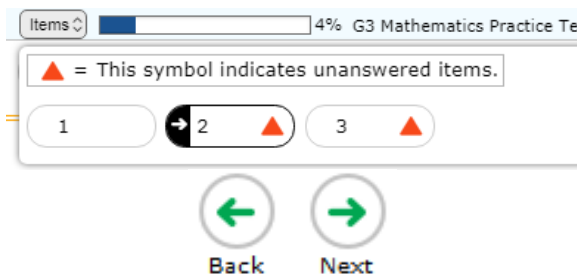 Items 4% G3 Mathematics Practice Te
= This symbol indicates unanswered items.
1 2 3
Back Next